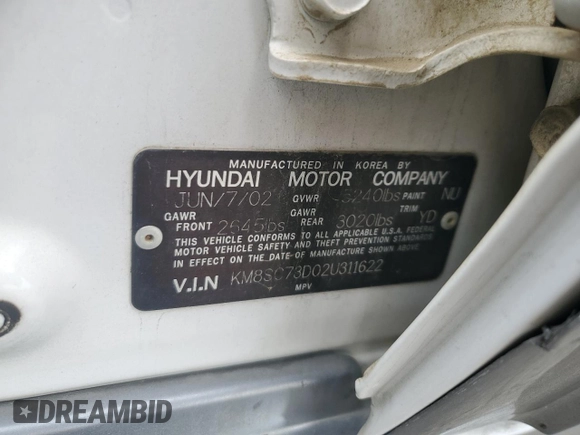 MANUFACTURED IN KOREA BY
HYUNDAI MOTOR COMPANY
JUN/7/02 GVWR 5240lbs PAINT NU
GAWR FRONT 2645lbs GAWR REAR 3020lbs TRIM YD
THIS VEHICLE CONFORMS TO ALL APPLICABLE U.S.A. FEDERAL
MOTOR VEHICLE SAFETY AND THEFT PREVENTION STANDARDS
IN EFFECT ON THE DATE OF MANUFACTURE SHOWN ABOVE.
V.I.N KM8SC73D02U311622
MPV
DREAMBID